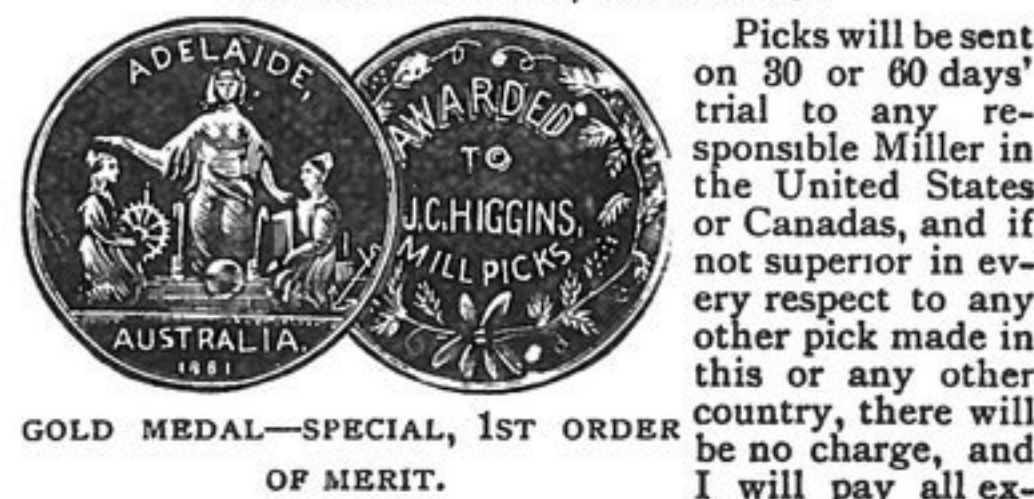 ADELAIDE,
AUSTRALIA.
1881
AWARDED
TO
J.C.HIGGINS,
MILL PICKS
GOLD MEDAL—SPECIAL, 1ST ORDER
OF MERIT.
Picks will be sent
on 30 or 60 days'
trial to any re-
sponsible Miller in
the United States
or Canadas, and if
not superior in ev-
ery respect to any
other pick made in
this or any other
country, there will
be no charge, and
I will pay all ex-